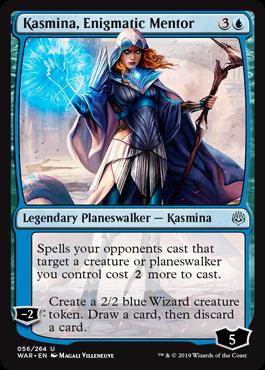 Kasmina, Enigmatic Mentor 3
Legendary Planeswalker — Kasmina
Spells your opponents cast that
target a creature or planeswalker
you control cost 2 more to cast.
-2: Create a 2/2 blue Wizard creature
token. Draw a card, then discard
a card.
5
056/264 U
WAR • EN MAGALI VILLENEUVE
™ & © 2019 Wizards of the Coast